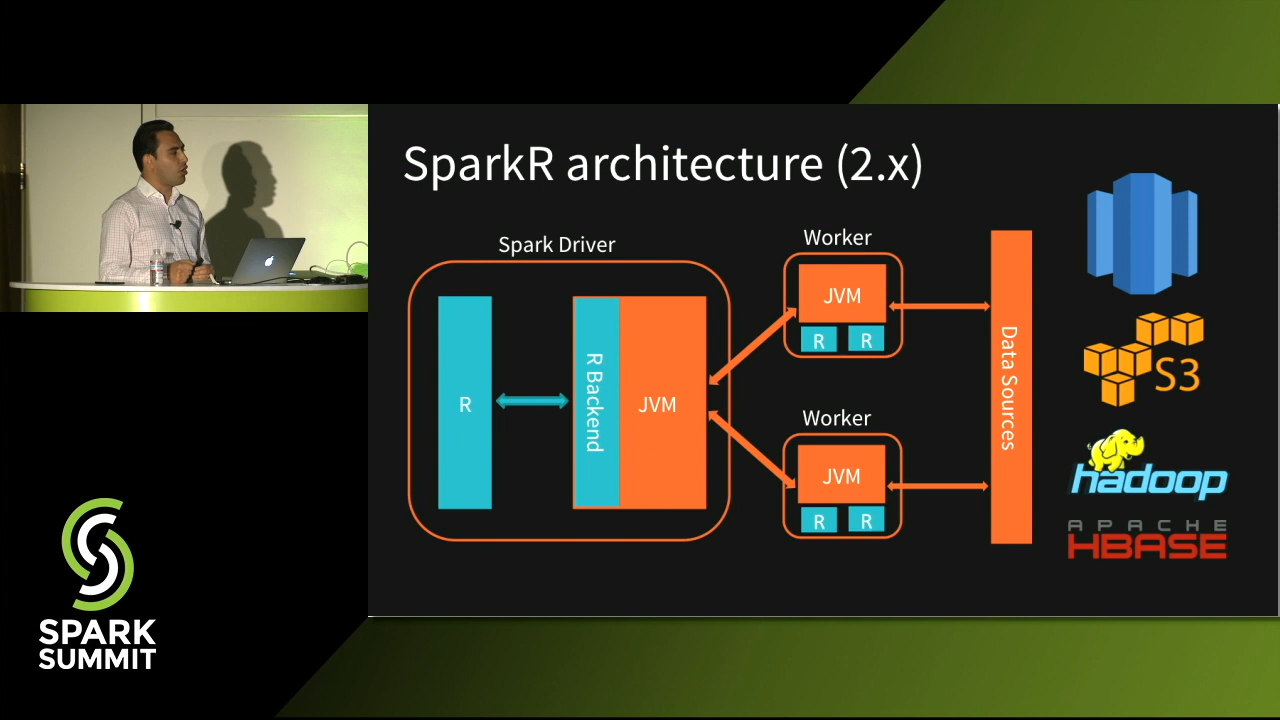 SparkR architecture (2.x)
Spark Driver
R
R Backend
JVM
Worker
JVM
R R
Worker
JVM
R R
Data Sources
S3
hadoop
APACHE
HBASE
SPARK
SUMMIT